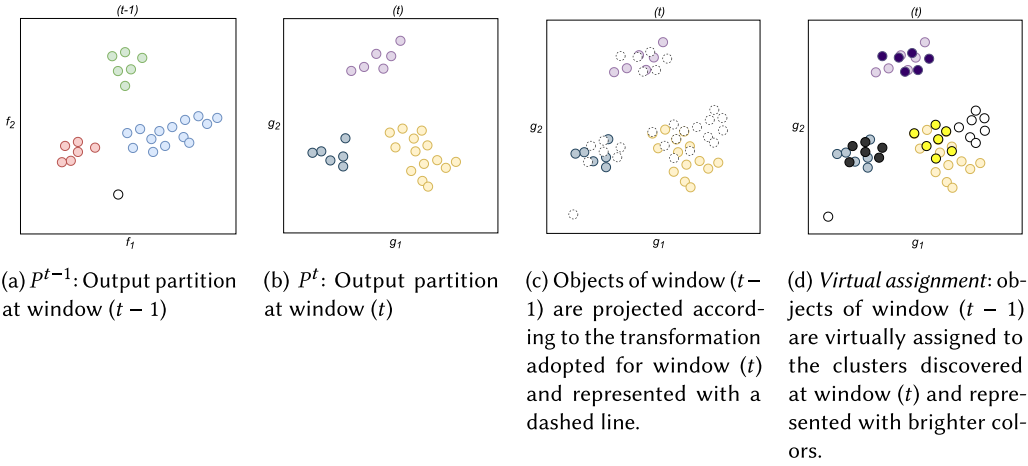 (t-1)
f2
f1
(a) P^{t−1}: Output partition
at window (t − 1)
(t)
g2
g1
(b) P^t: Output partition
at window (t)
(t)
g2
g1
(c) Objects of window (t−
1) are projected accord-
ing to the transformation
adopted for window (t)
and represented with a
dashed line.
(t)
g2
g1
(d) Virtual assignment: ob-
jects of window (t − 1)
are virtually assigned to
the clusters discovered
at window (t) and repre-
sented with brighter col-
ors.